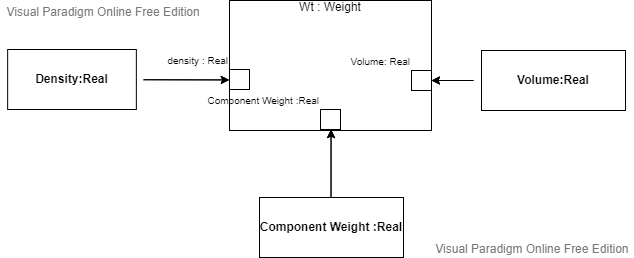 Visual Paradigm Online Free Edition
Wt : Weight
density : Real
Volume: Real
Density:Real
Volume:Real
Component Weight :Real
Component Weight :Real
Visual Paradigm Online Free Edition